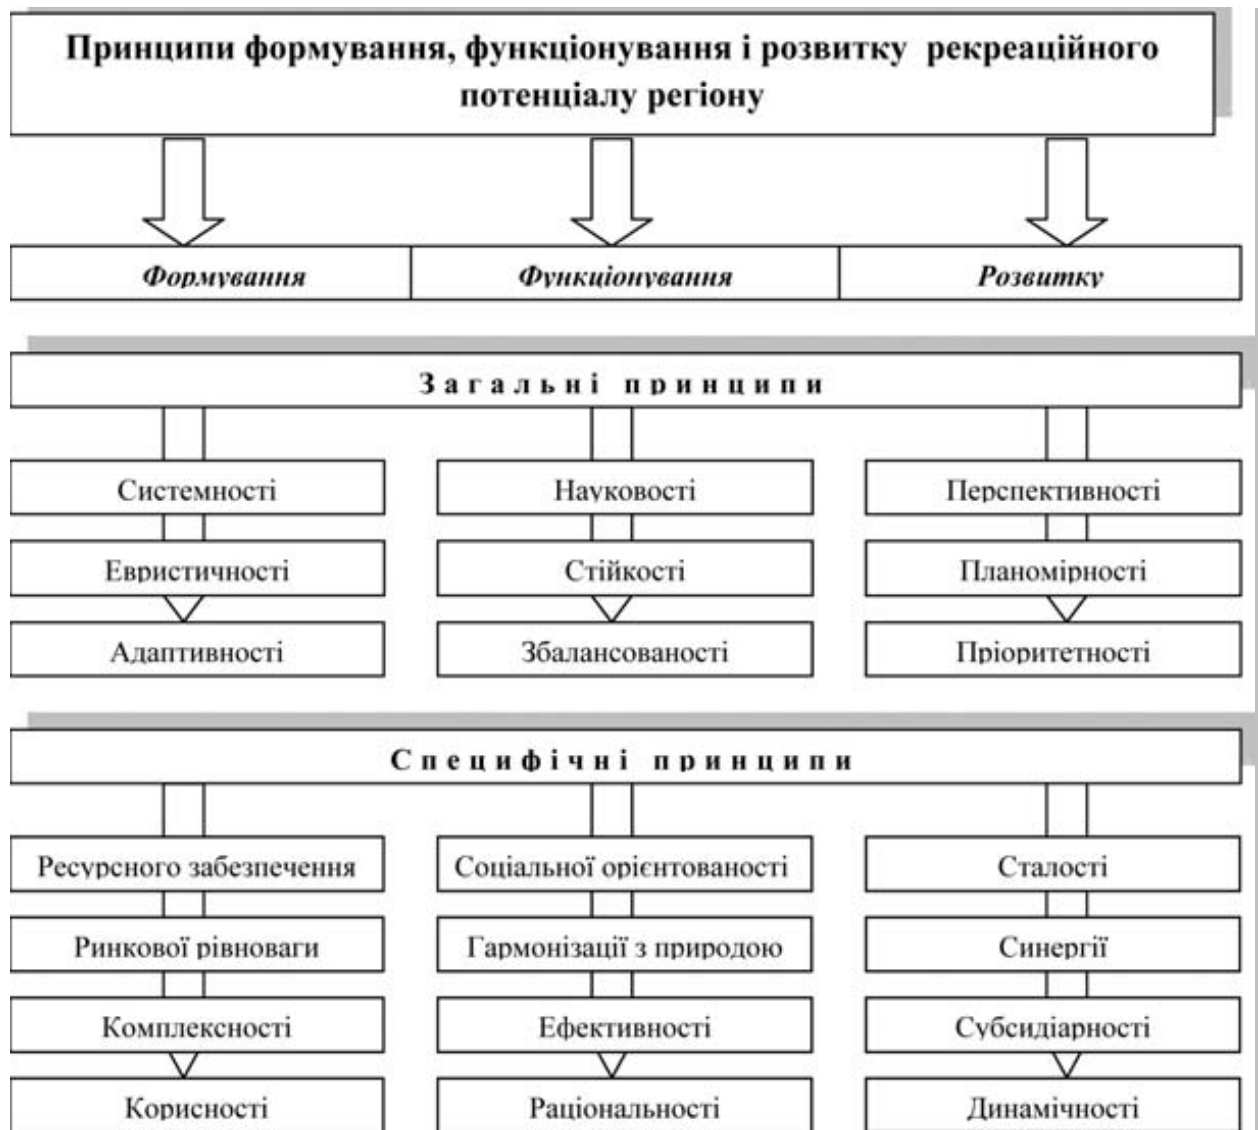 Принципи формування, функціонування і розвитку рекреаційного
потенціалу регіону
Формування
Функціонування
Розвитку
Загальні принципи
Системності
Науковості
Перспективності
Евристичності
Стійкості
Планомірності
Адаптивності
Збалансованості
Пріоритетності
Специфічні принципи
Ресурсного забезпечення
Соціальної орієнтованості
Сталості
Ринкової рівноваги
Гармонізації з природою
Синергії
Комплексності
Ефективності
Субсидіарності
Корисності
Раціональності
Динамічності